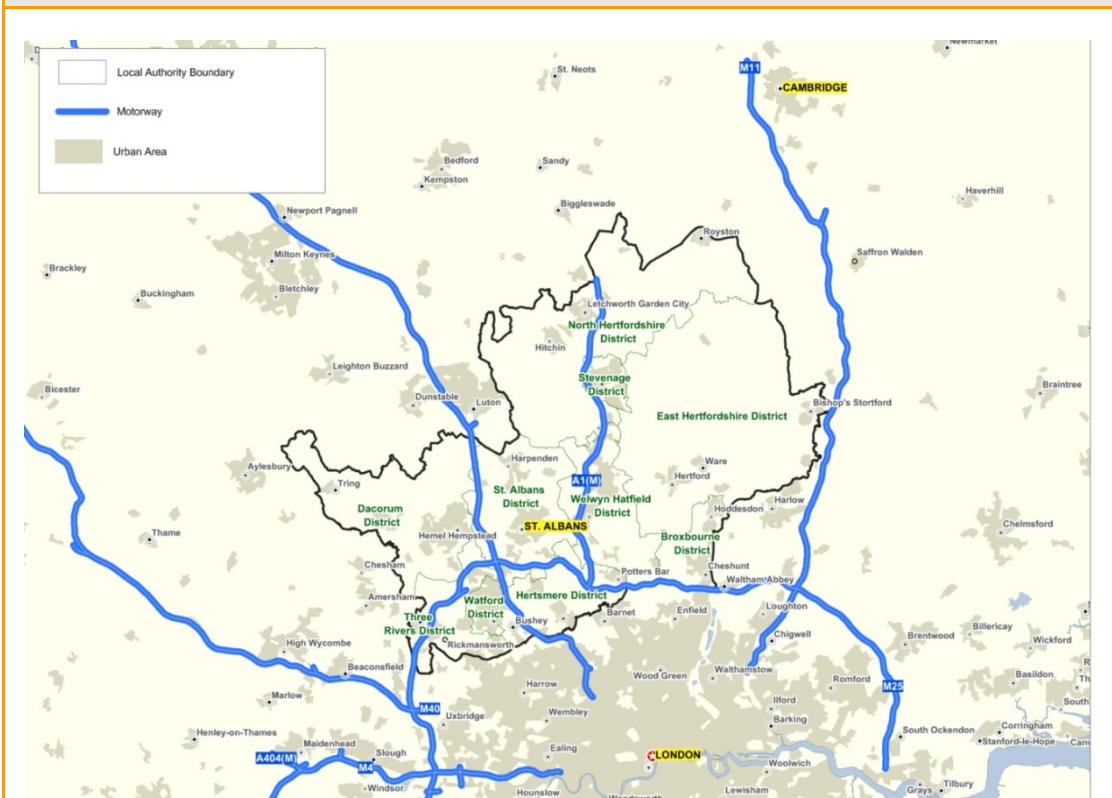 Local Authority Boundary
Motorway
Urban Area
Newmarket
St. Neots
M11
CAMBRIDGE
Bedford
Sandy
Kempston
Haverhill
Biggleswade
Newport Pagnell
Royston
Saffron Walden
Milton Keynes
Brackley
Bletchley
Buckingham
Letchworth Garden City
North Hertfordshire
District
Hitchin
Leighton Buzzard
Stevenage
District
Bicester
Braintree
Dunstable
Luton
Bishop's Stortford
East Hertfordshire District
Harpenden
Ware
Aylesbury
Hertford
A1(M)
Tring
St. Albans
District
Welwyn Hatfield
District
Harlow
Dacorum
District
Hoddesdon
ST. ALBANS
Chelmsford
Hemel Hempstead
Broxbourne
District
Thame
Chesham
Cheshunt
Potters Bar
Waltham Abbey
Amersham
Watford
District
Hertsmere District
Enfield
Loughton
Barnet
Three
Rivers District
Bushey
Billericay
Chigwell
Brentwood
Wickford
High Wycombe
Rickmansworth
Beaconsfield
Wood Green
Walthamstow
Basildon
Romford
M25
Harrow
Marlow
Ilford
M40
Uxbridge
Wembley
Barking
Corringham
Henley-on-Thames
South Ockendon
Stanford-le-Hope
Maidenhead
Slough
Ealing
LONDON
A404(M)
M4
Woolwich
Windsor
Hounslow
Lewisham
Grays
Tilbury